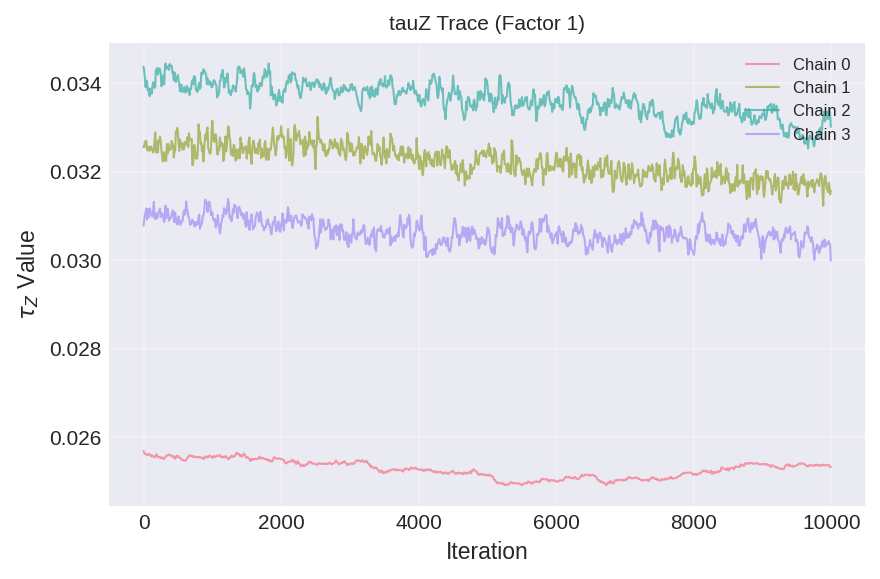 tauZ Trace (Factor 1)
Chain 0
Chain 1
Chain 2
Chain 3
0.034
0.032
0.030
0.028
0.026
τZ Value
0 2000 4000 6000 8000 10000
Iteration